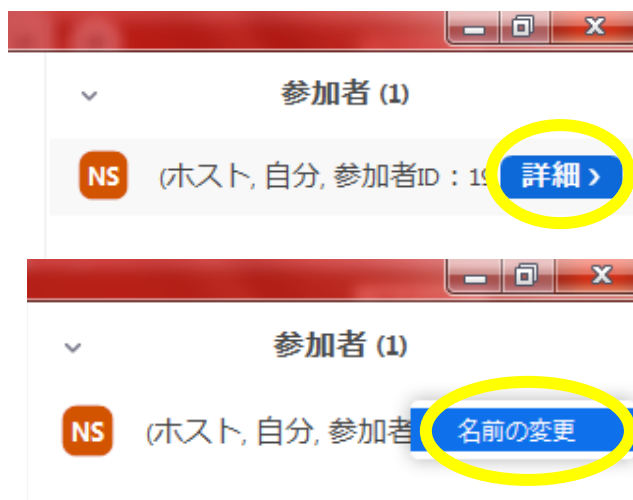 参加者 (1)
NS (ホスト, 自分, 参加者ID：19 詳細 ›
参加者 (1)
NS (ホスト, 自分, 参加者 名前の変更